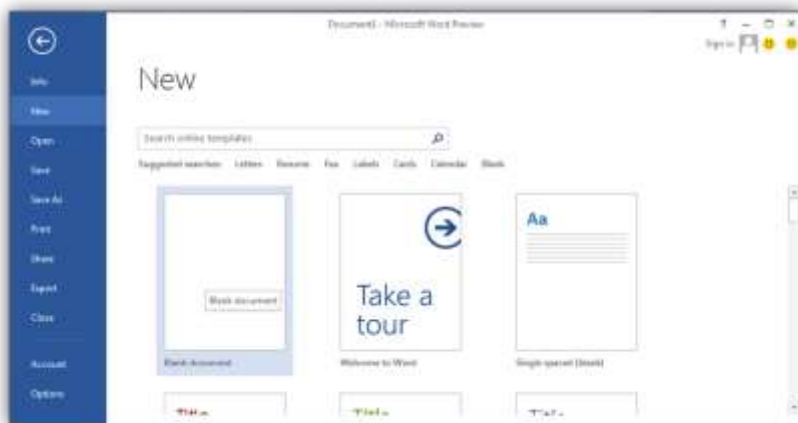 Document1 - Microsoft Word Preview
Sign in
Info
New
Open
Save
Save As
Print
Share
Export
Close
Account
Options
New
Search online templates
Suggested searches: Letters Resume Fax Labels Cards Calendar Blank
Blank document
Blank document
Take a
tour
Welcome to Word
Aa
Single spaced (blank)
Title
Title
Title